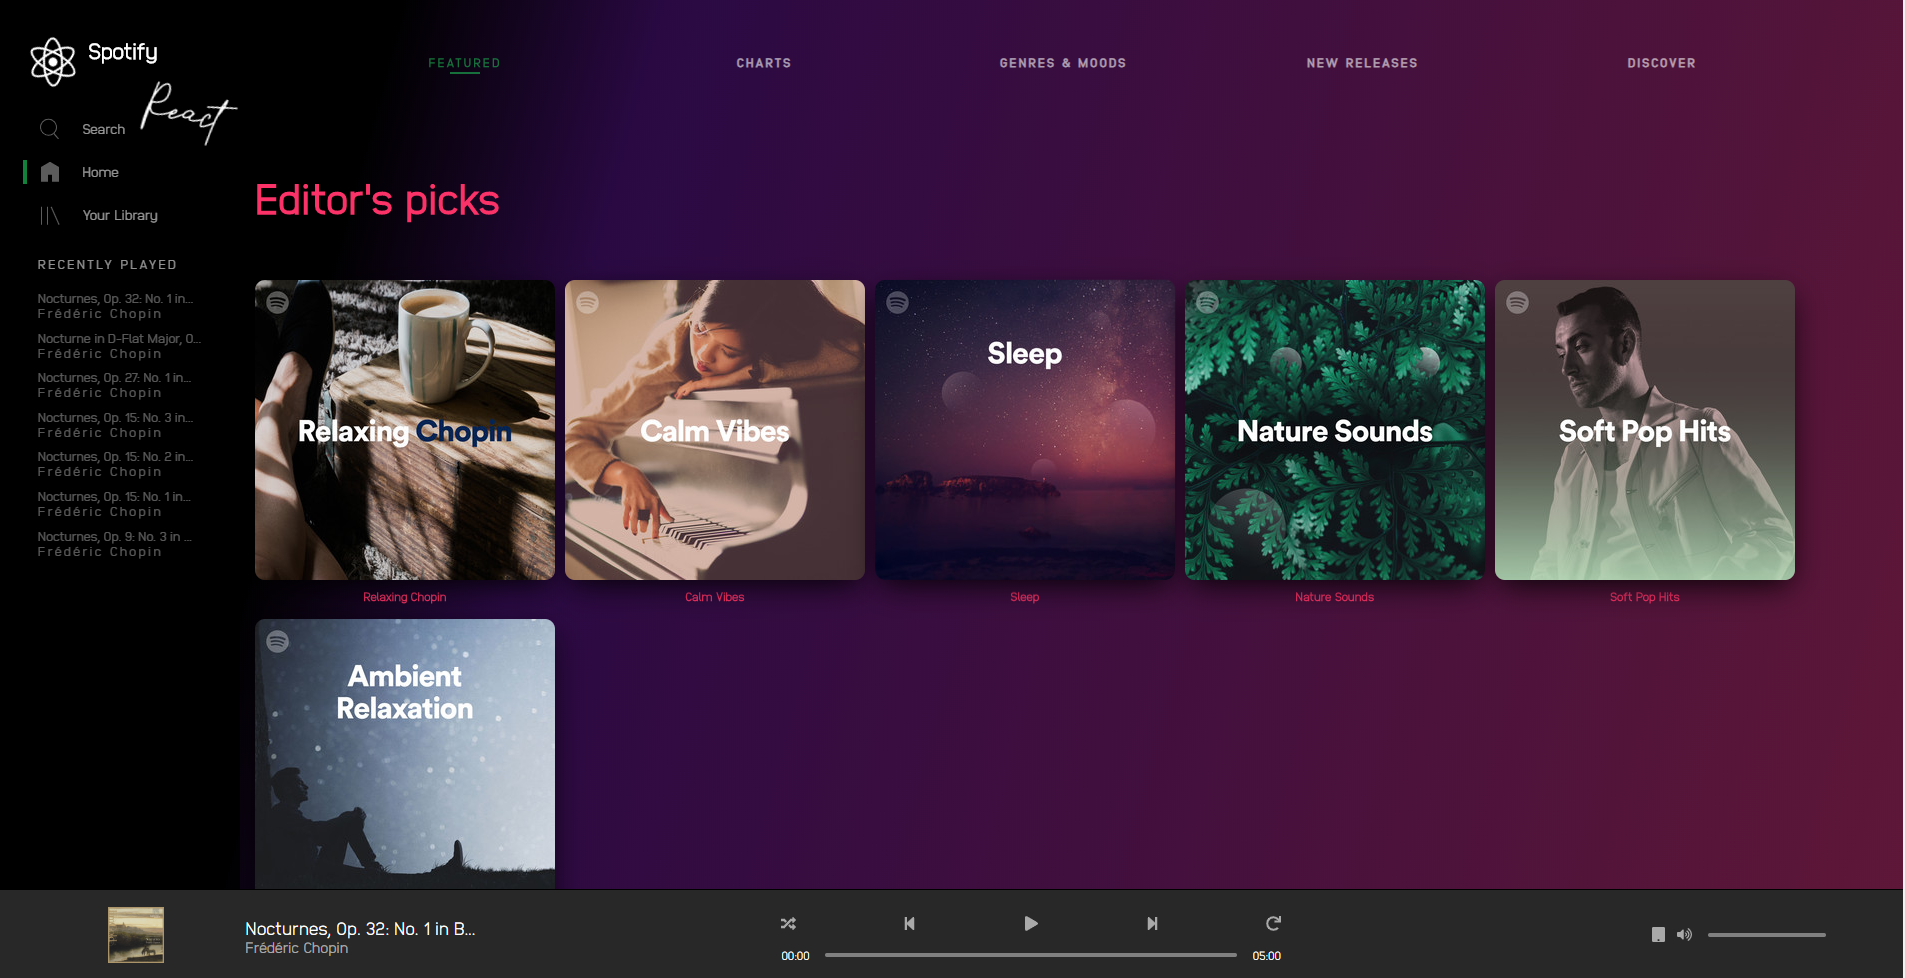 Spotify
React
Search
Home
Your Library
RECENTLY PLAYED
Nocturnes, Op. 32: No. 1 in...
Frédéric Chopin
Nocturne in D-Flat Major, O...
Frédéric Chopin
Nocturnes, Op. 27: No. 1 in...
Frédéric Chopin
Nocturnes, Op. 15: No. 3 in...
Frédéric Chopin
Nocturnes, Op. 15: No. 2 in...
Frédéric Chopin
Nocturnes, Op. 15: No. 1 in...
Frédéric Chopin
Nocturnes, Op. 9: No. 3 in ...
Frédéric Chopin
FEATURED
CHARTS
GENRES & MOODS
NEW RELEASES
DISCOVER
Editor's picks
Relaxing Chopin
Relaxing Chopin
Calm Vibes
Calm Vibes
Sleep
Sleep
Nature Sounds
Nature Sounds
Soft Pop Hits
Soft Pop Hits
Ambient
Relaxation
Nocturnes, Op. 32: No. 1 in B...
Frédéric Chopin
00:00
05:00